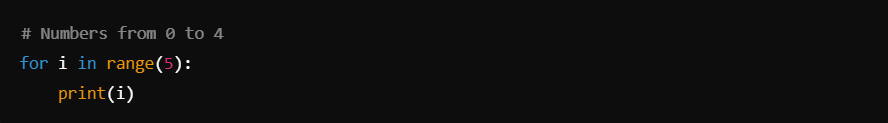 # Numbers from 0 to 4
for i in range(5):
    print(i)